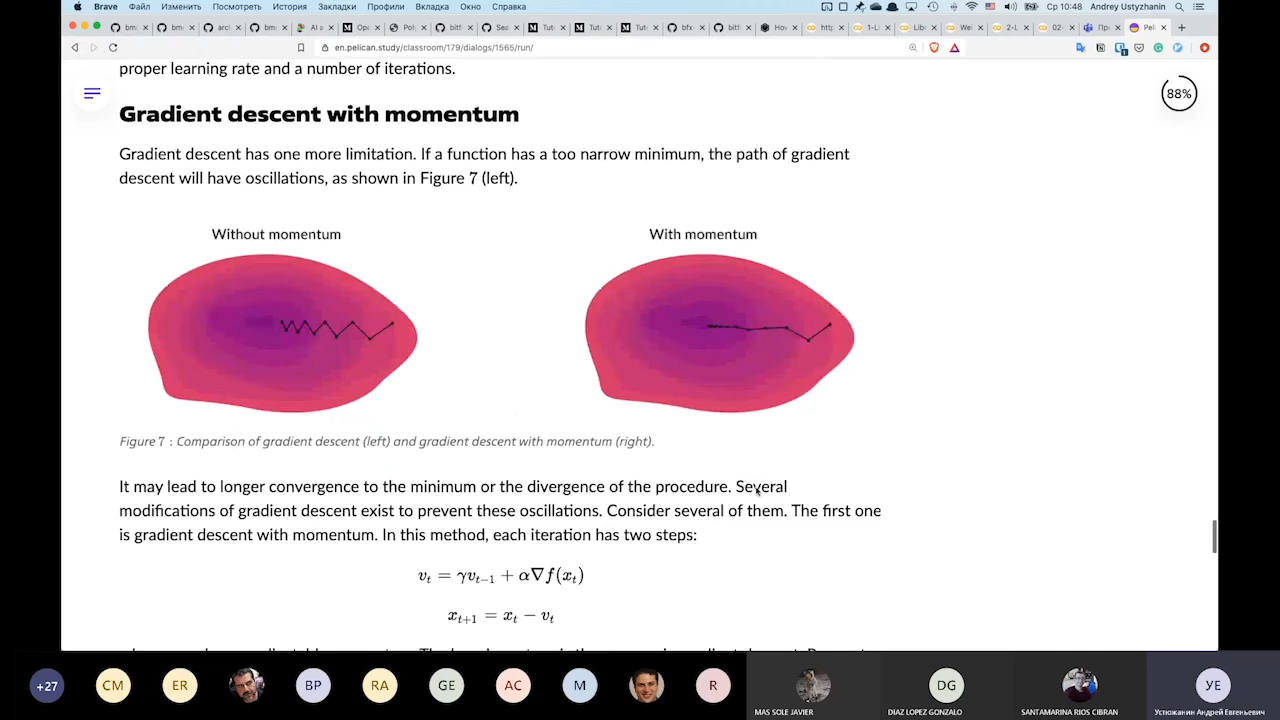 Brave Файл Изменить Посмотреть История Закладки Профили Вкладка Окно Справка
Ср 10:48 Andrey Ustyzhanin
en.pelican.study/classroom/179/dialogs/1565/run/
proper learning rate and a number of iterations.
88%
Gradient descent with momentum
Gradient descent has one more limitation. If a function has a too narrow minimum, the path of gradient
descent will have oscillations, as shown in Figure 7 (left).
Without momentum
With momentum
Figure 7 : Comparison of gradient descent (left) and gradient descent with momentum (right).
It may lead to longer convergence to the minimum or the divergence of the procedure. Several
modifications of gradient descent exist to prevent these oscillations. Consider several of them. The first one
is gradient descent with momentum. In this method, each iteration has two steps:
vₜ = γvₜ₋₁ + α∇f(xₜ)
xₜ₊₁ = xₜ − vₜ
+27 CM ER BP RA GE AC M R DG УЕ
MAS SOLE JAVIER
DIAZ LOPEZ GONZALO
SANTAMARINA RIOS CIBRAN
Устюжанин Андрей Евгеньевич